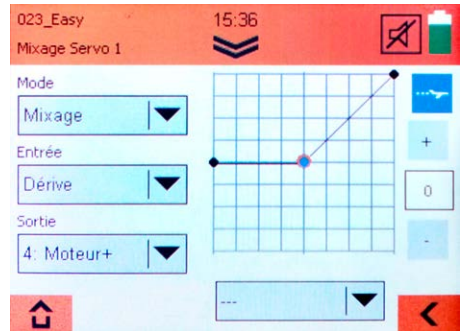 023_Easy
15:36
Mixage Servo 1
Mode
Mixage
Entrée
Dérive
Sortie
4: Moteur+
+
0
-
---